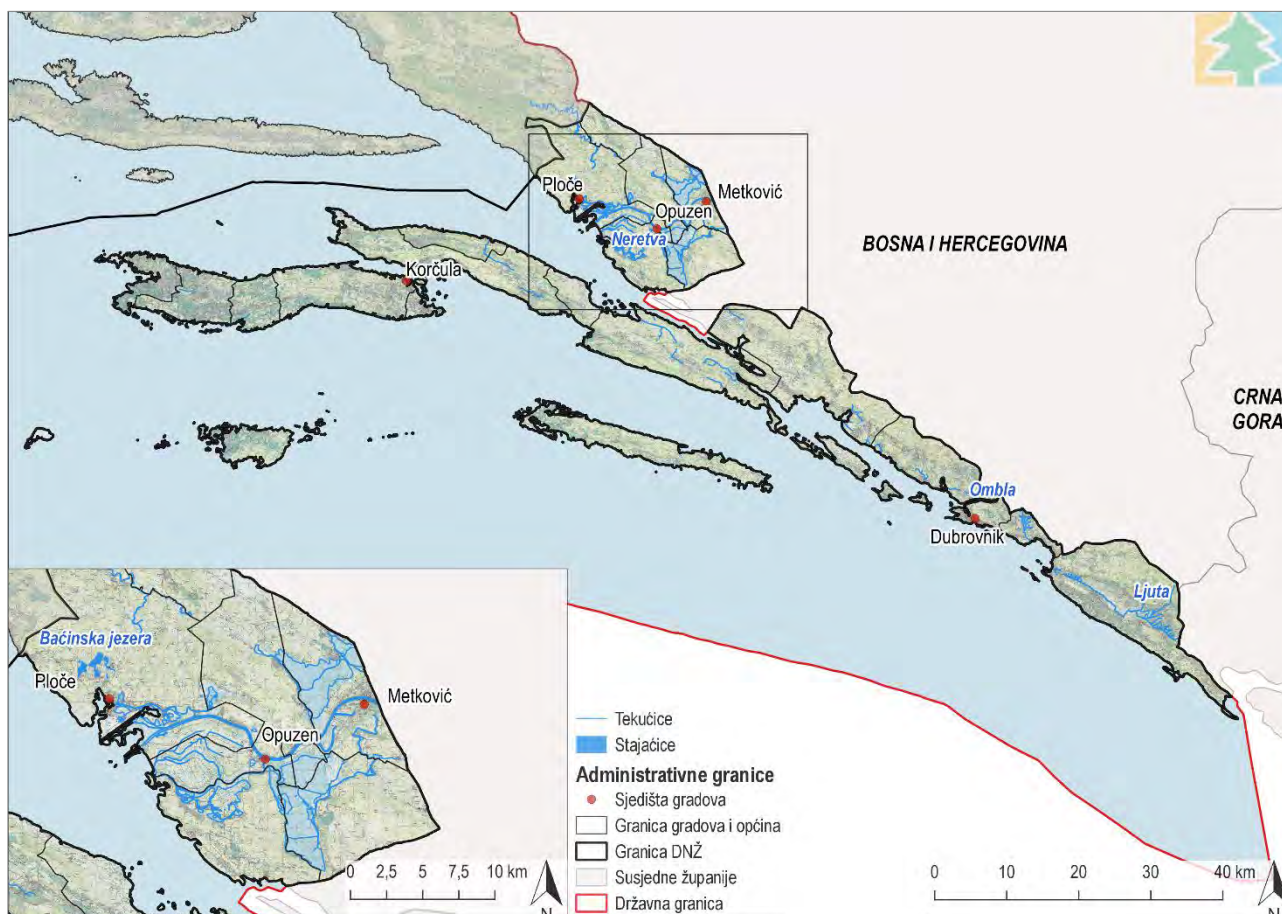 Ploče
Metković
Opuzen
Neretva
BOSNA I HERCEGOVINA
Korčula
CRNA
GORA
Ombla
Dubrovnik
Ljuta
Baćinska jezera
Ploče
Metković
Opuzen
0 2,5 5 7,5 10 km
N
Tekućice
Stajaćice
Administrativne granice
Sjedišta gradova
Granica gradova i općina
Granica DNŽ
Susjedne županije
Državna granica
0 10 20 30 40 km
N